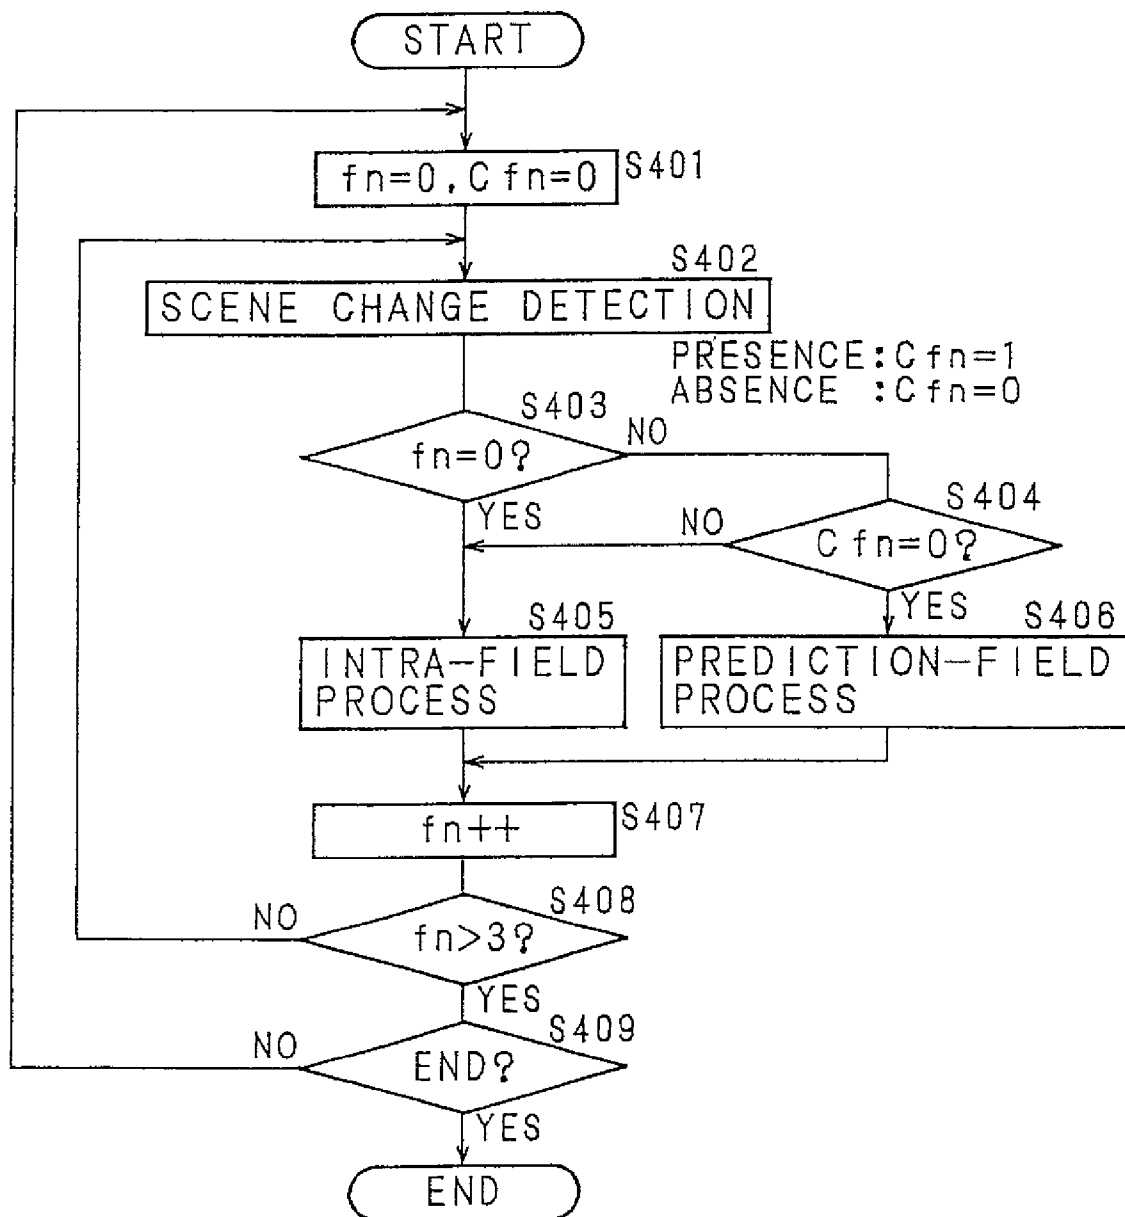 START
fn=0,Cfn=0
S401
S402
SCENE CHANGE DETECTION
PRESENCE:Cfn=1
ABSENCE :Cfn=0
S403
fn=0?
NO
YES
S404
Cfn=0?
NO
YES
S405
INTRA-FIELD
PROCESS
S406
PREDICTION-FIELD
PROCESS
fn++
S407
S408
fn>3?
NO
YES
S409
END?
NO
YES
END